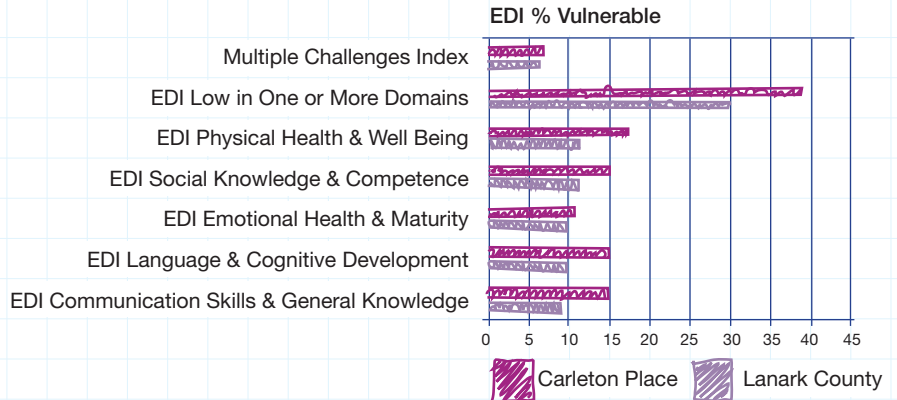 EDI % Vulnerable
Multiple Challenges Index
EDI Low in One or More Domains
EDI Physical Health & Well Being
EDI Social Knowledge & Competence
EDI Emotional Health & Maturity
EDI Language & Cognitive Development
EDI Communication Skills & General Knowledge
0 5 10 15 20 25 30 35 40 45
Carleton Place Lanark County